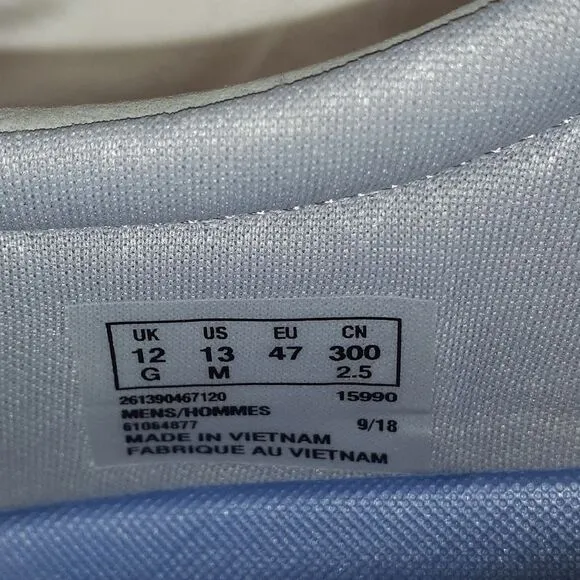 UK US EU CN
12 13 47 300
G M 2.5
261390467120 15990
MENS/HOMMES
61064877 9/18
MADE IN VIETNAM
FABRIQUE AU VIETNAM